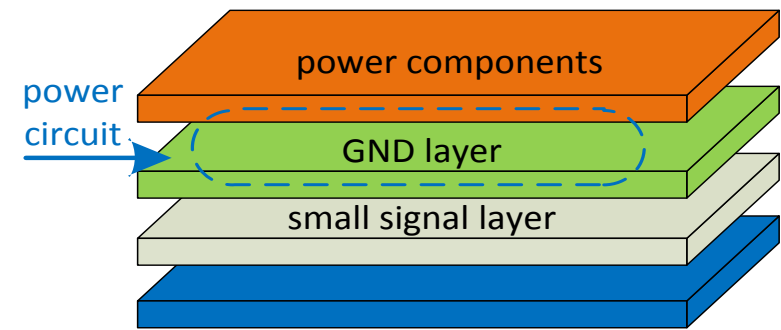 power components
power
circuit
GND layer
small signal layer